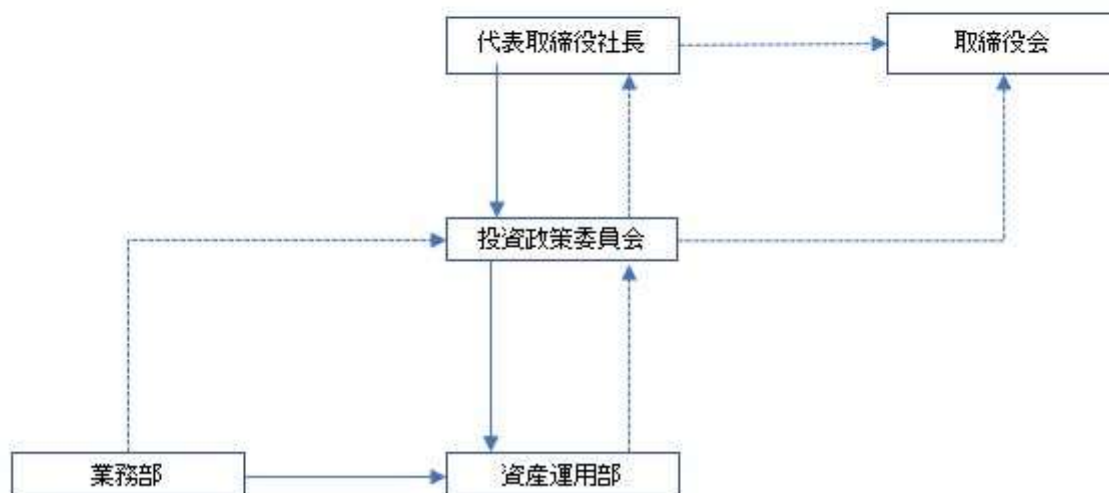 代表取締役社長
取締役会
投資政策委員会
業務部
資産運用部